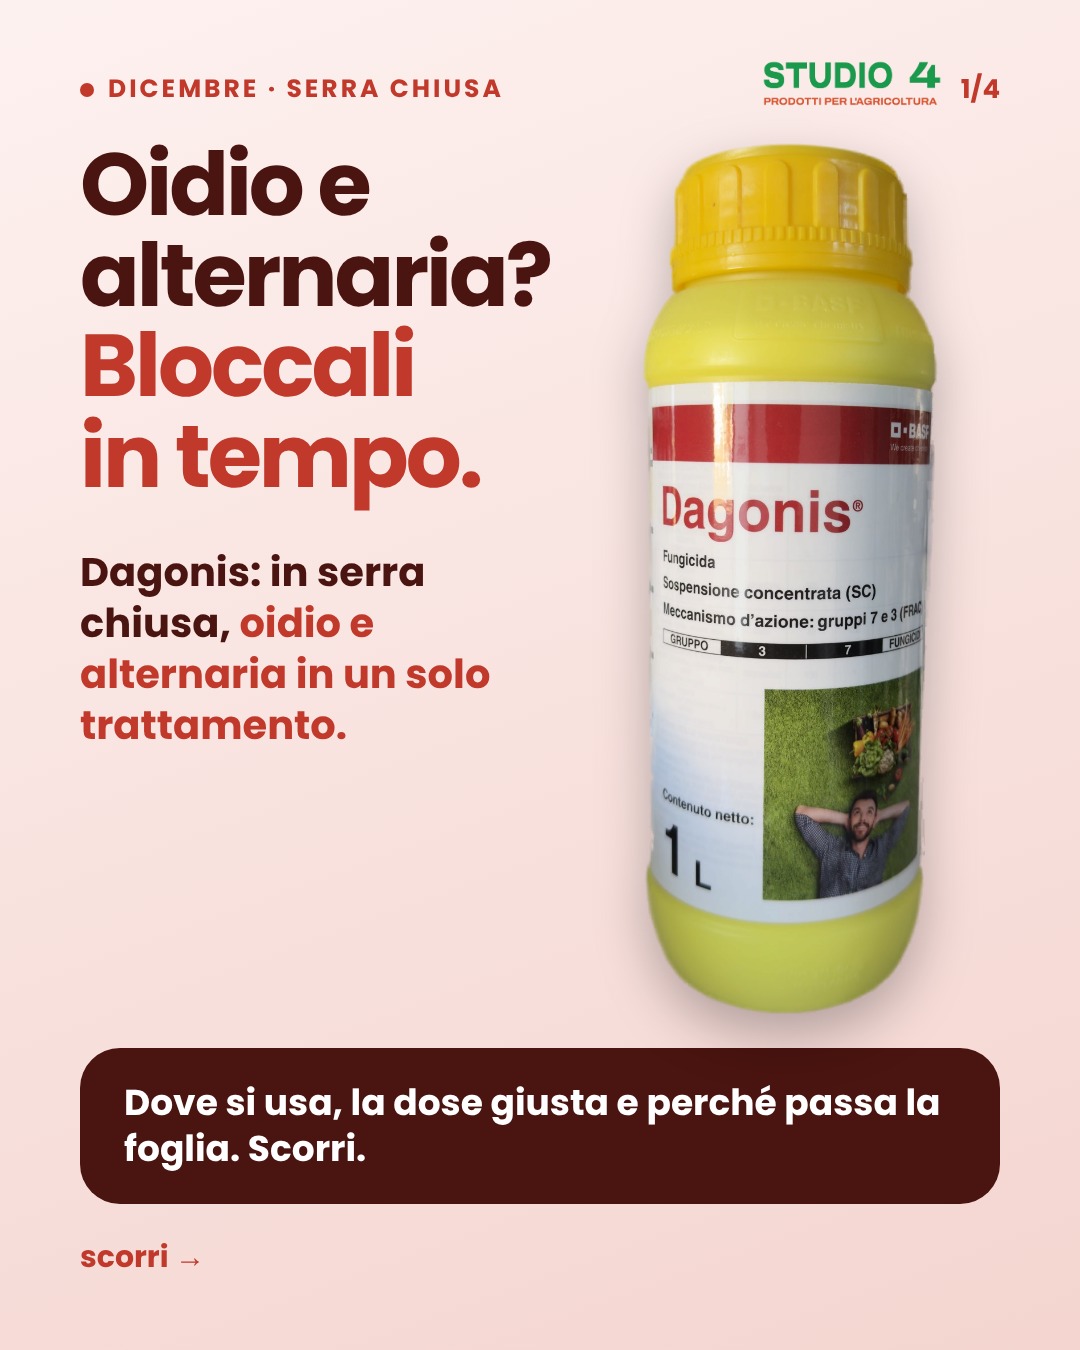 DICEMBRE · SERRA CHIUSA
STUDIO 4
PRODOTTI PER L'AGRICOLTURA
1/4
Oidio e
alternaria?
Bloccali
in tempo.
Dagonis: in serra
chiusa, oidio e
alternaria in un solo
trattamento.
BASF
We create
Dagonis®
Fungicida
Sospensione concentrata (SC)
Meccanismo d'azione: gruppi 7 e 3 (FRAC
GRUPPO 3 7 FUNGICI
Contenuto netto:
1 L
Dove si usa, la dose giusta e perché passa la
foglia. Scorri.
scorri →